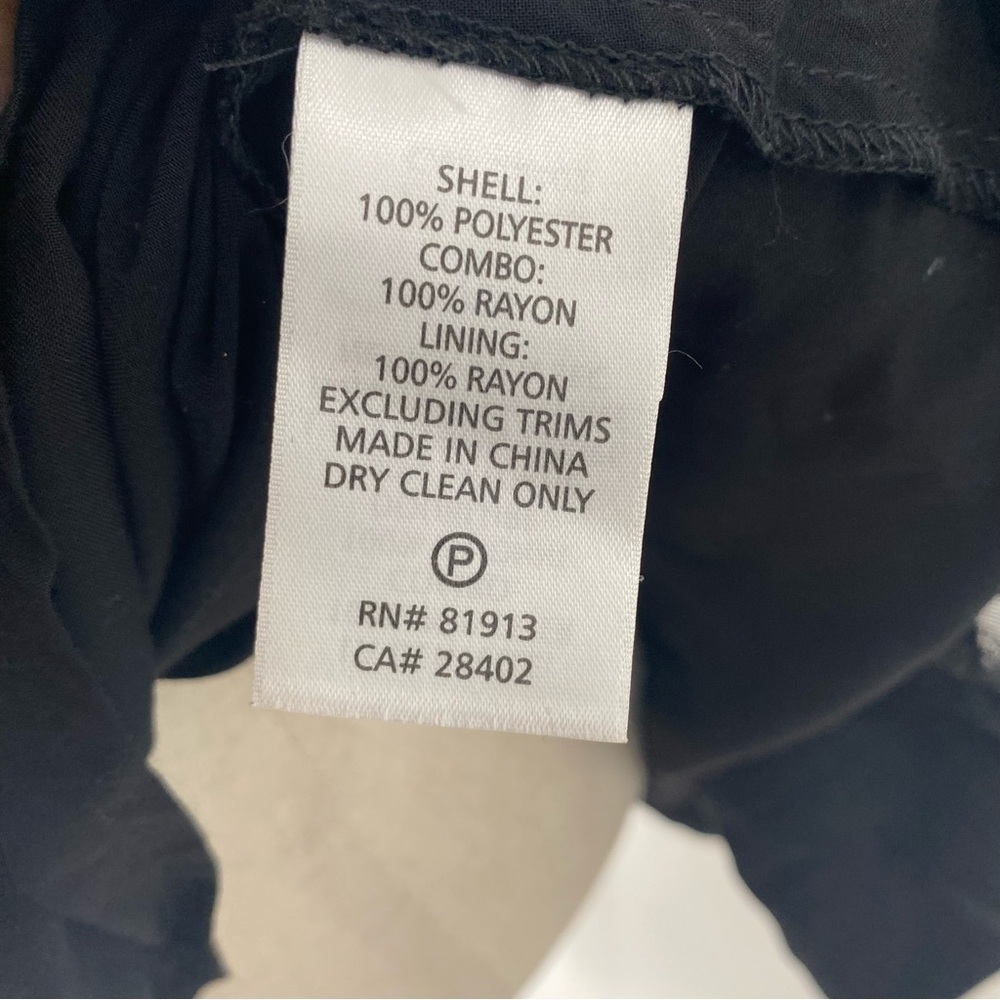 SHELL:
100% POLYESTER
COMBO:
100% RAYON
LINING:
100% RAYON
EXCLUDING TRIMS
MADE IN CHINA
DRY CLEAN ONLY
P
RN# 81913
CA# 28402